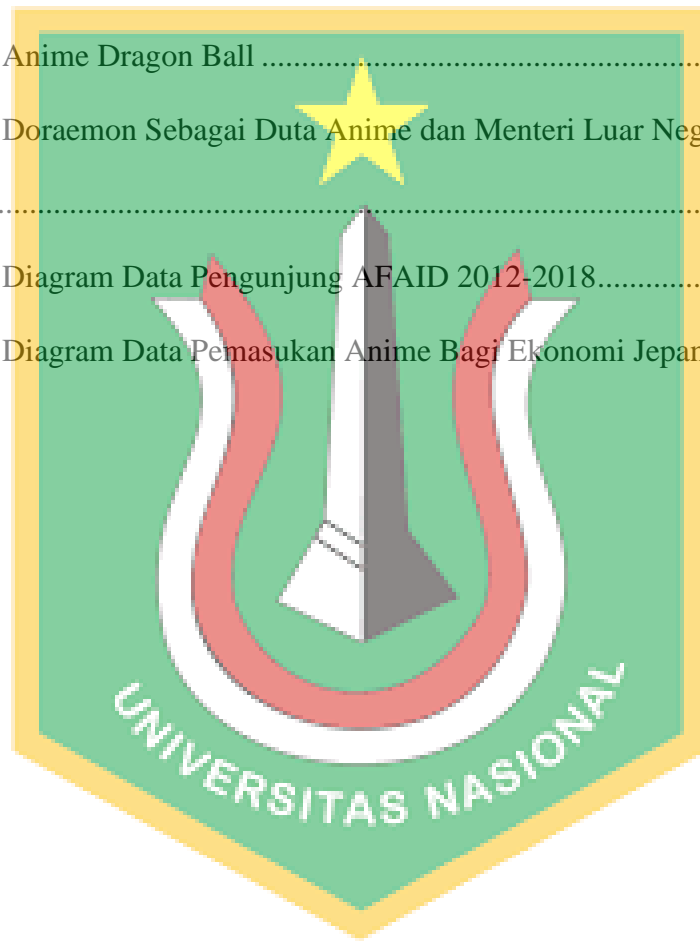 Anime Dragon Ball ........................................................
Doraemon Sebagai Duta Anime dan Menteri Luar Neg
........................................................................................
Diagram Data Pengunjung AFAID 2012-2018.............
Diagram Data Pemasukan Anime Bagi Ekonomi Jepan
UNIVERSITAS NASIONAL